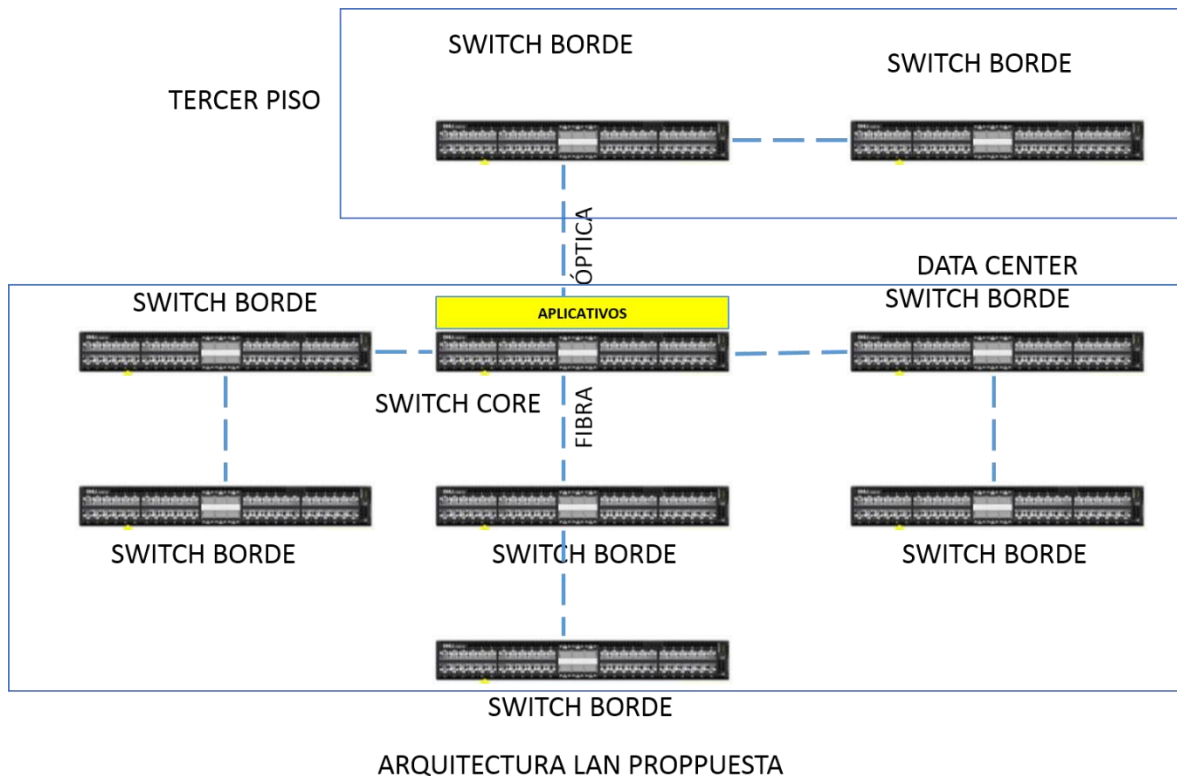 SWITCH BORDE
SWITCH BORDE
TERCER PISO
ÓPTICA
DATA CENTER
SWITCH BORDE
SWITCH BORDE
APLICATIVOS
SWITCH CORE
FIBRA
SWITCH BORDE
SWITCH BORDE
SWITCH BORDE
SWITCH BORDE
ARQUITECTURA LAN PROPPUESTA